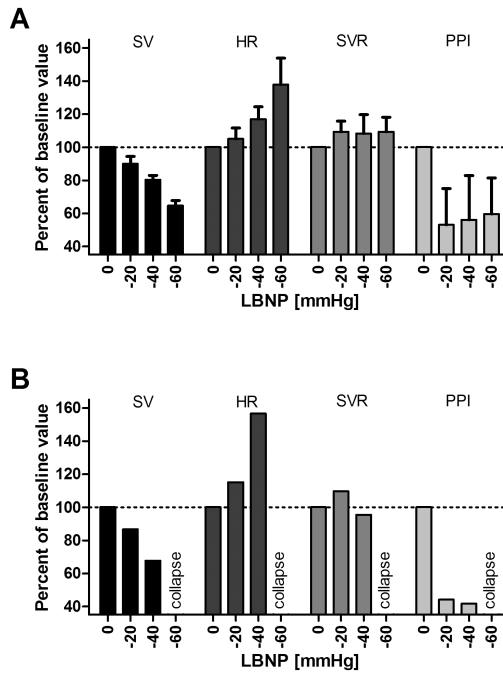 A
SV HR SVR PPI
Percent of baseline value
160
140
120
100
80
60
40
0 -20 -40 -60 0 -20 -40 -60 0 -20 -40 -60 0 -20 -40 -60
LBNP [mmHg]
B
SV HR SVR PPI
Percent of baseline value
160
140
120
100
80
60
40
collapse collapse collapse collapse
0 -20 -40 -60 0 -20 -40 -60 0 -20 -40 -60 0 -20 -40 -60
LBNP [mmHg]